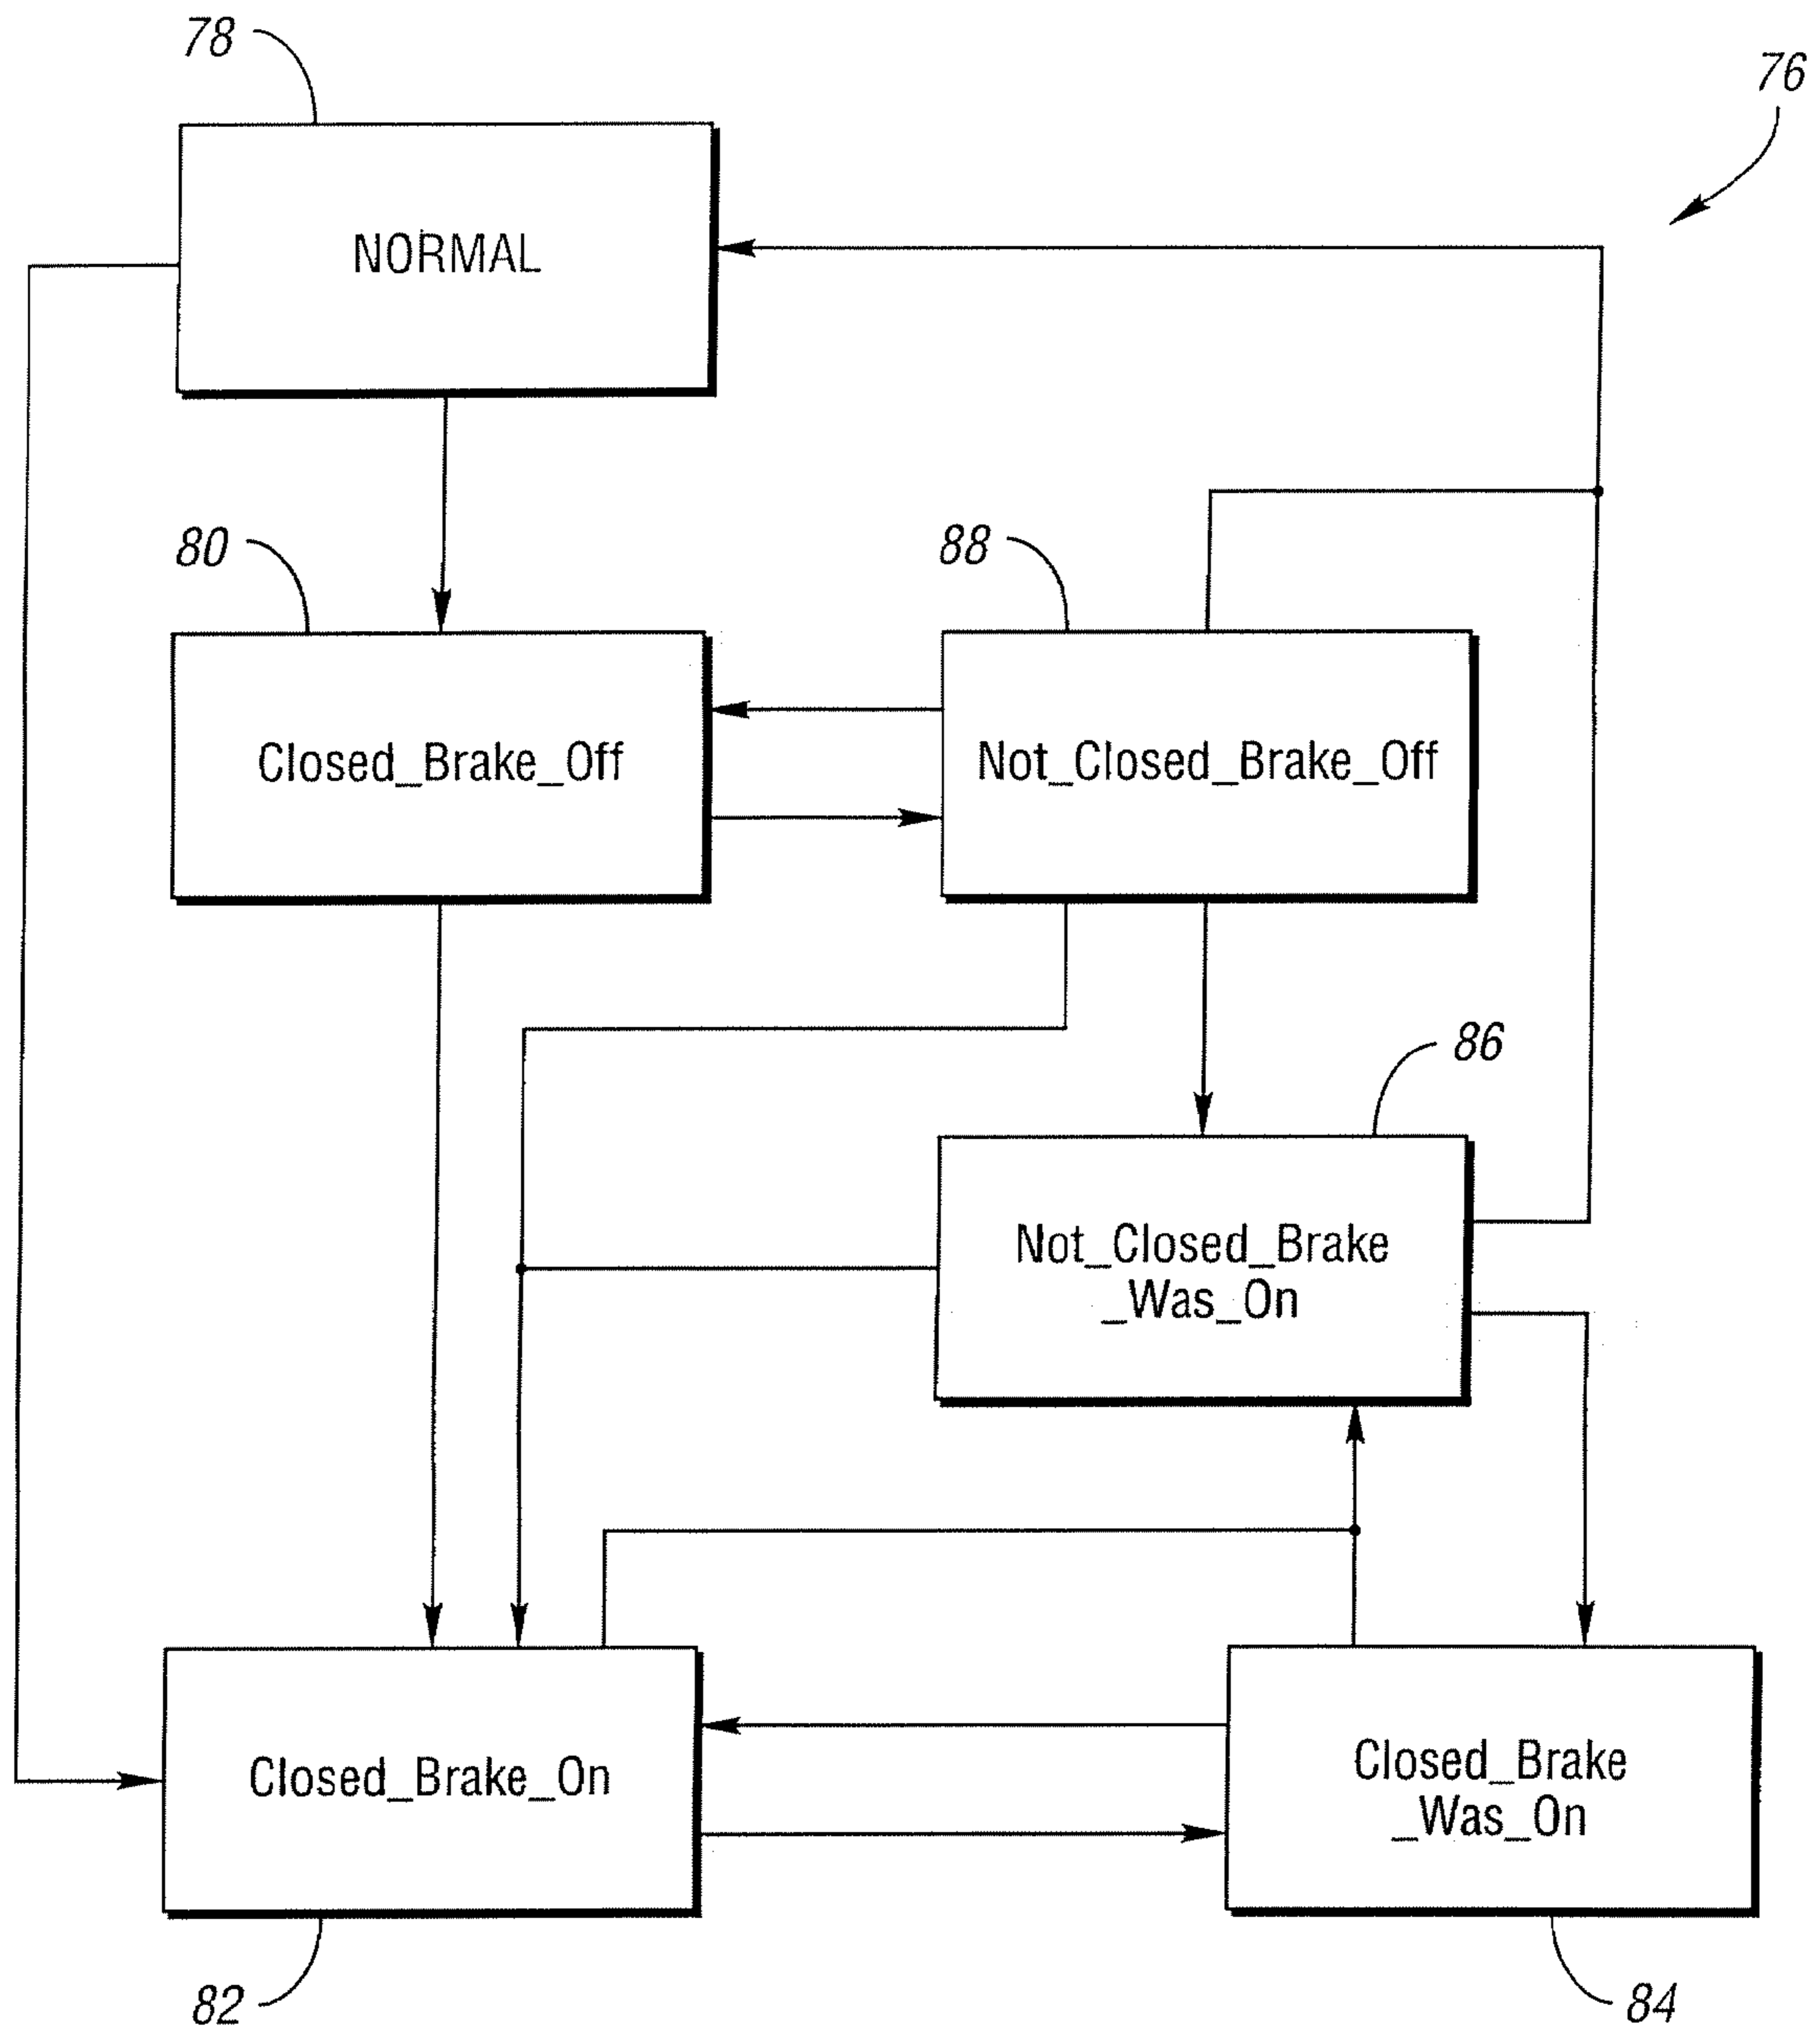 78
76
NORMAL
80
88
Closed_Brake_Off
Not_Closed_Brake_Off
86
Not_Closed_Brake
_Was_On
Closed_Brake_On
Closed_Brake
_Was_On
82
84